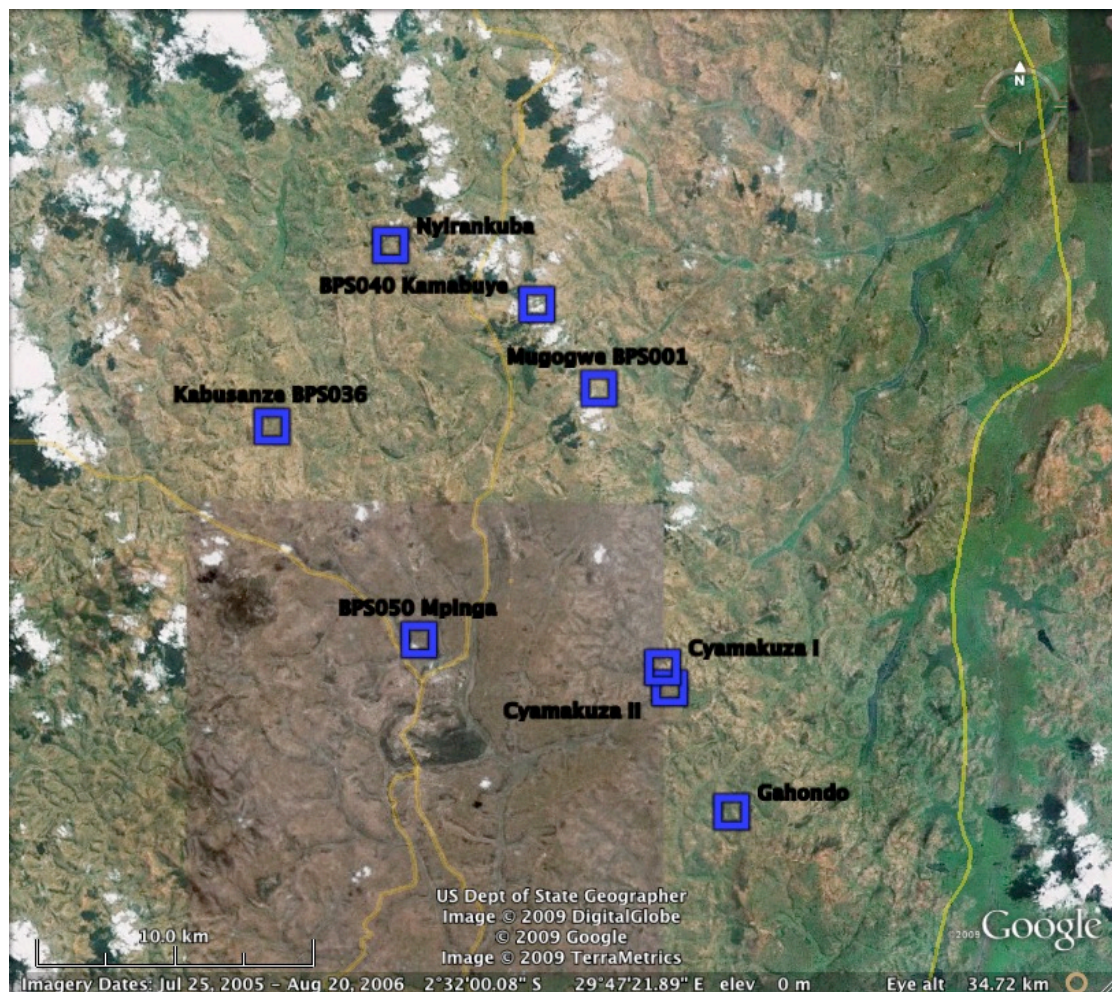 N
Nyirankuba
BPS040 Kamabuye
Mugogwe BPS001
Kabusanze BPS036
BPS050 Mpinga
Cyamakuza I
Cyamakuza II
Gahondo
US Dept of State Geographer
Image © 2009 DigitalGlobe
© 2009 Google
Image © 2009 TerraMetrics
©2009 Google
10.0 km
Imagery Dates: Jul 25, 2005 - Aug 20, 2006 2°32'00.08" S 29°47'21.89" E elev 0 m Eye alt 34.72 km